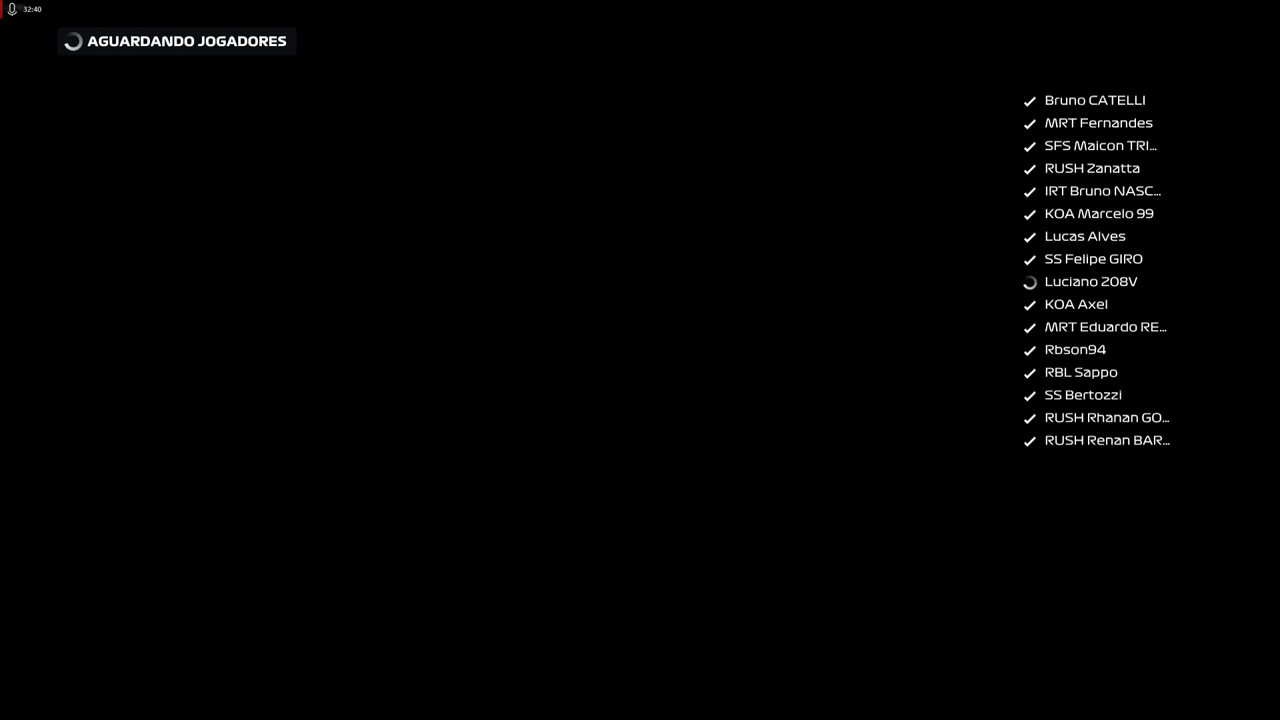 32:40
AGUARDANDO JOGADORES
Bruno CATELLI
MRT Fernandes
SFS Maicon TRI...
RUSH Zanatta
IRT Bruno NASC...
KOA Marcelo 99
Lucas Alves
SS Felipe GIRO
Luciano 208V
KOA Axel
MRT Eduardo RE...
Rbson94
RBL Sappo
SS Bertozzi
RUSH Rhanan GO...
RUSH Renan BAR...